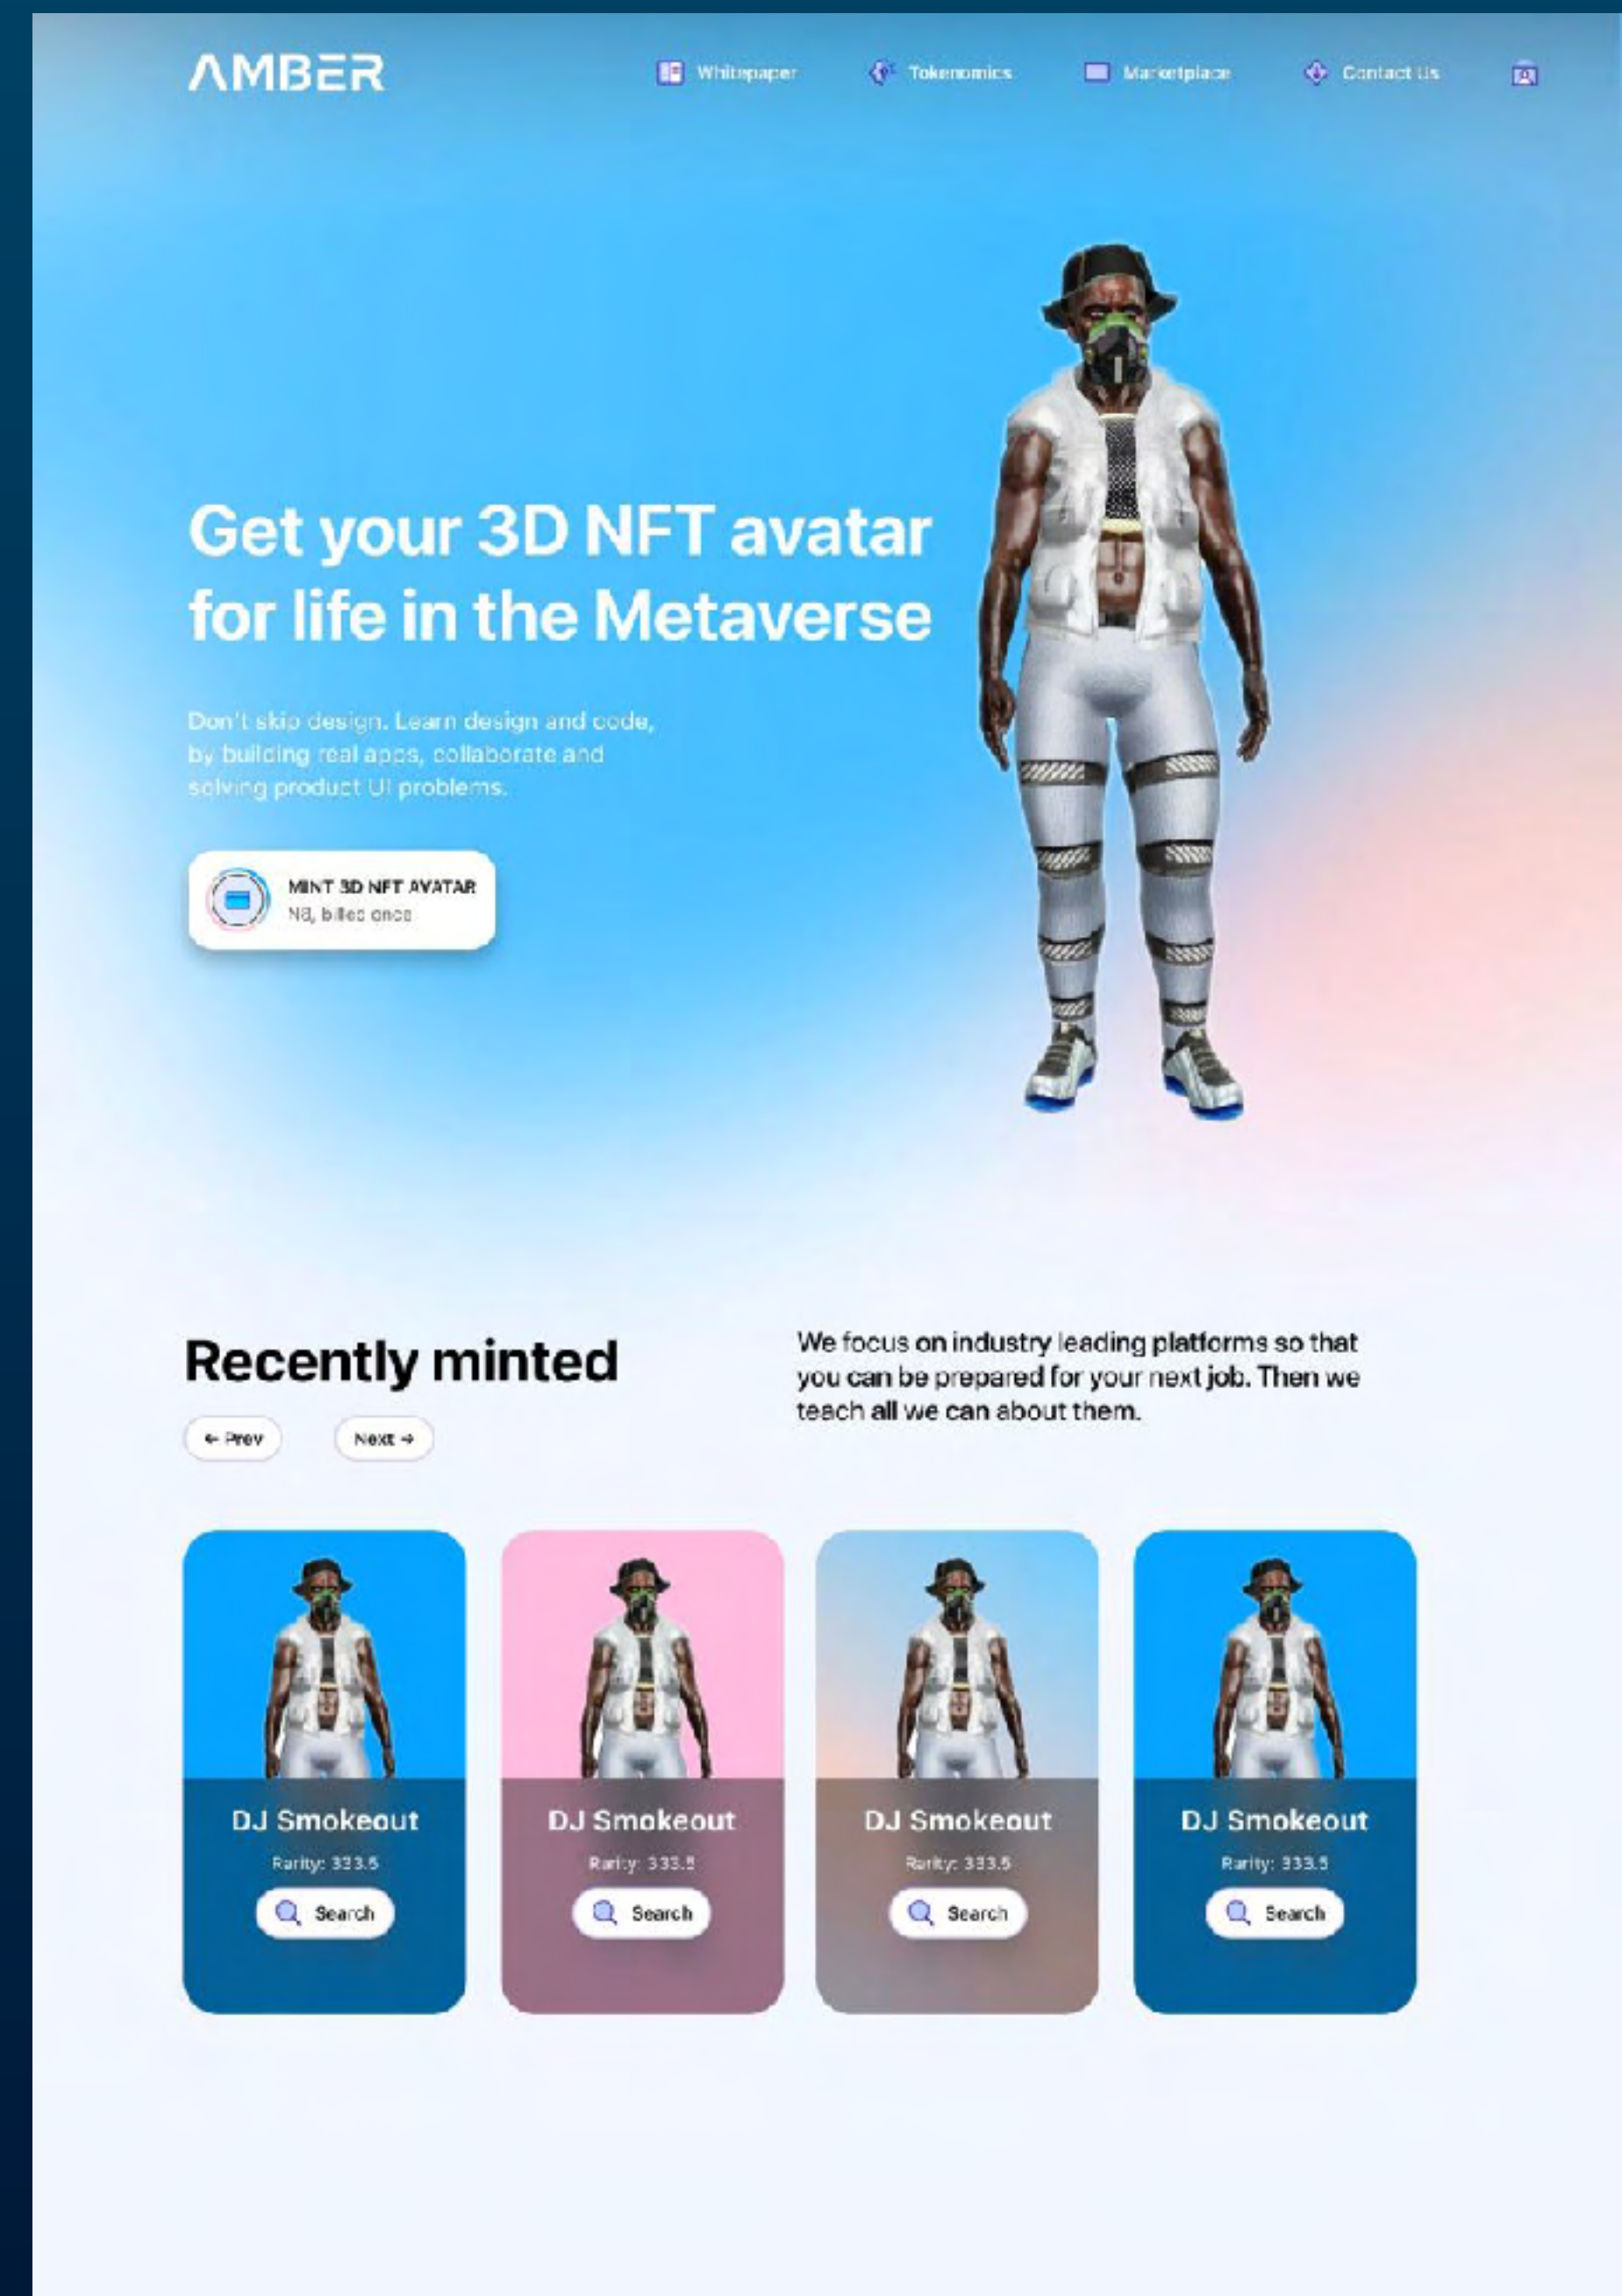 AMBER
Whitepaper
Tokenomics
Marketplace
Contact Us
Get your 3D NFT avatar
for life in the Metaverse
Don't skip design. Learn design and code,
by building real apps, collaborate and
solving product UI problems.
MINT 3D NFT AVATAR
N8, billed once
Recently minted
← Prev
Next →
We focus on industry leading platforms so that
you can be prepared for your next job. Then we
teach all we can about them.
DJ Smokeout
Rarity: 333.5
Search
DJ Smokeout
Rarity: 333.5
Search
DJ Smokeout
Rarity: 333.5
Search
DJ Smokeout
Rarity: 333.5
Search